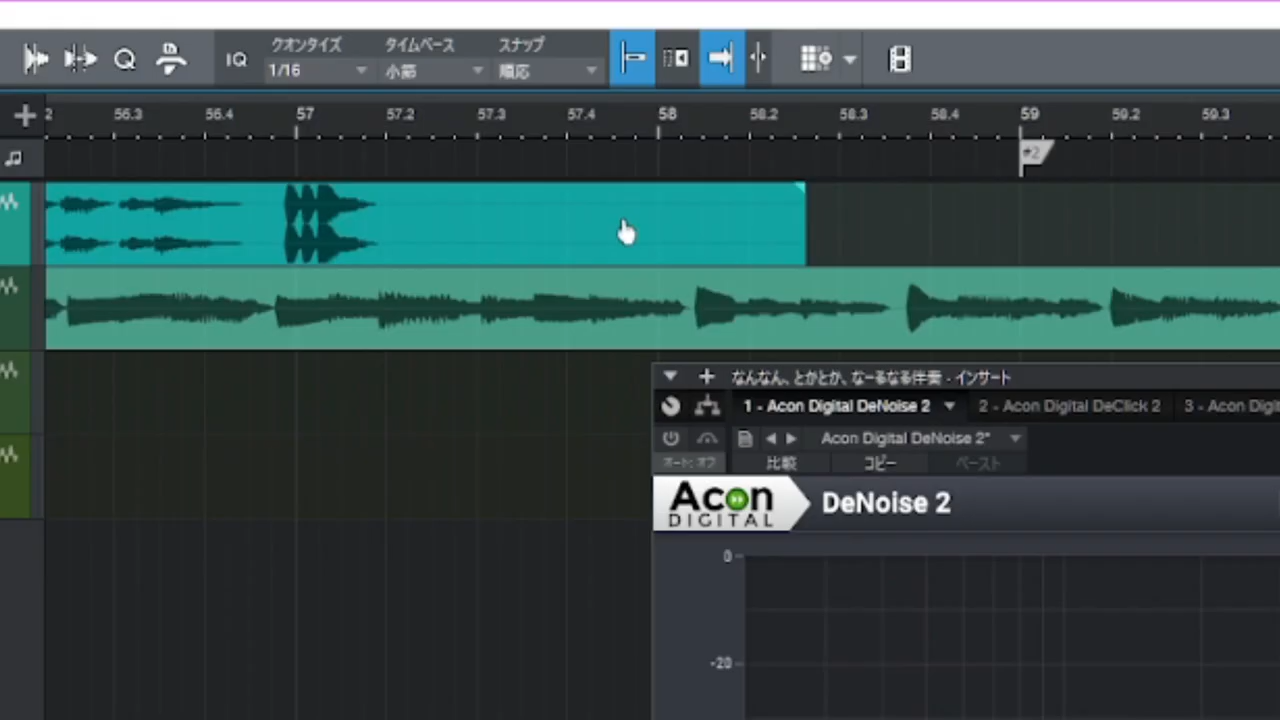 クオンタイズ タイムベース スナップ
IQ 1/16 小節 順応
2 56.3 56.4 57 57.2 57.3 57.4 58 58.2 58.3 58.4 59 59.2 59.3
#2
なんなん、とかとか、なーるなる伴奏 - インサート
1 - Acon Digital DeNoise 2 2 - Acon Digital DeClick 2 3 - Acon Digit
Acon Digital DeNoise 2*
オート: オフ 比較 コピー ペースト
Acon DIGITAL DeNoise 2
0
-20